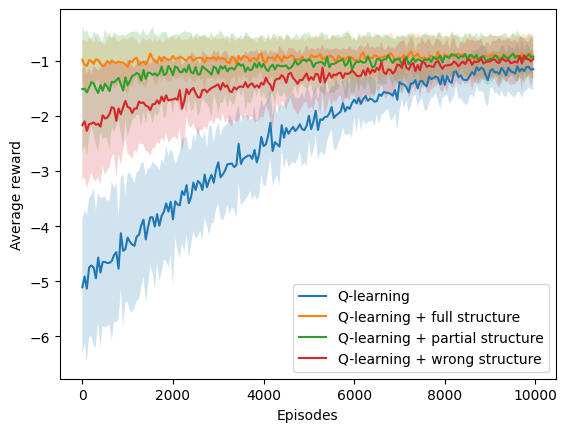 Average reward
−1
−2
−3
−4
−5
−6
0
2000
4000
6000
8000
10000
Episodes
Q-learning
Q-learning + full structure
Q-learning + partial structure
Q-learning + wrong structure